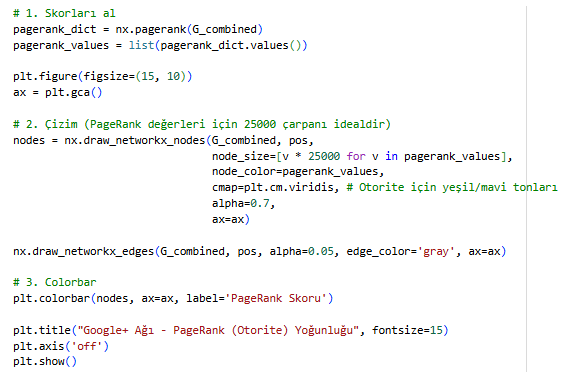 # 1. Skorları al
pagerank_dict = nx.pagerank(G_combined)
pagerank_values = list(pagerank_dict.values())

plt.figure(figsize=(15, 10))
ax = plt.gca()

# 2. Çizim (PageRank değerleri için 25000 çarpanı idealdir)
nodes = nx.draw_networkx_nodes(G_combined, pos,
                               node_size=[v * 25000 for v in pagerank_values],
                               node_color=pagerank_values,
                               cmap=plt.cm.viridis, # Otorite için yeşil/mavi tonları
                               alpha=0.7,
                               ax=ax)

nx.draw_networkx_edges(G_combined, pos, alpha=0.05, edge_color='gray', ax=ax)

# 3. Colorbar
plt.colorbar(nodes, ax=ax, label='PageRank Skoru')

plt.title("Google+ Ağı - PageRank (Otorite) Yoğunluğu", fontsize=15)
plt.axis('off')
plt.show()